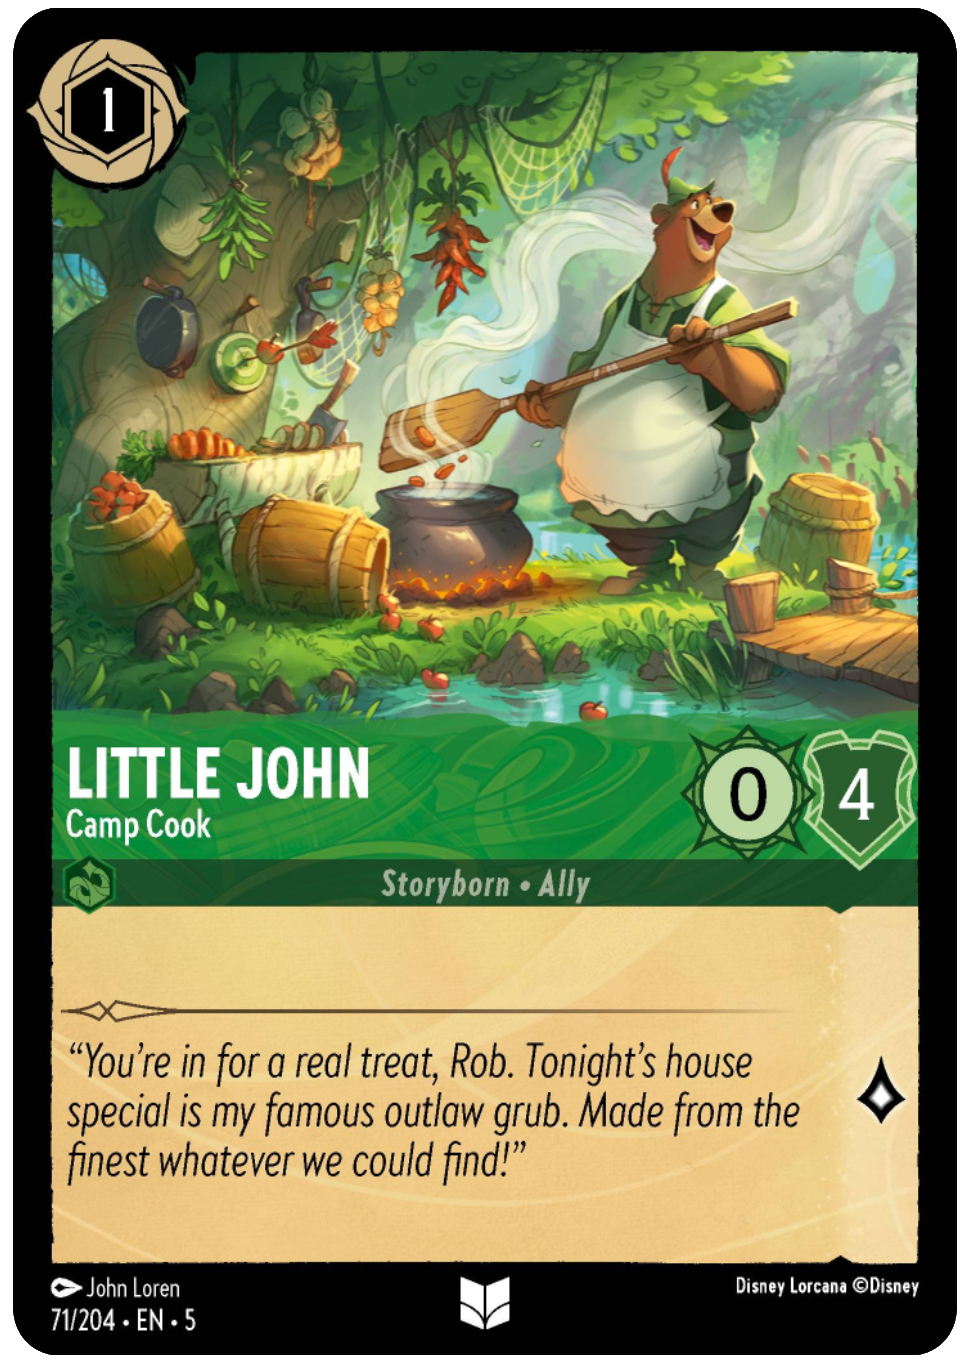 1
LITTLE JOHN
Camp Cook
0
4
Storyborn • Ally
“You’re in for a real treat, Rob. Tonight’s house
special is my famous outlaw grub. Made from the
finest whatever we could find!”
John Loren
71/204 • EN • 5
Disney Lorcana ©Disney